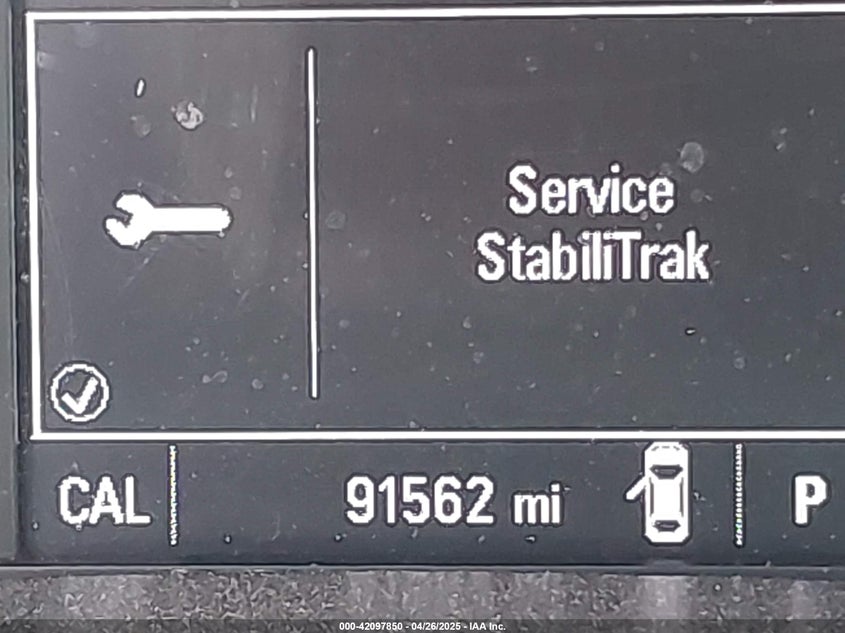 Service
StabiliTrak
CAL
91562 mi
P
000-42097850 - 04/26/2025 - IAA Inc.